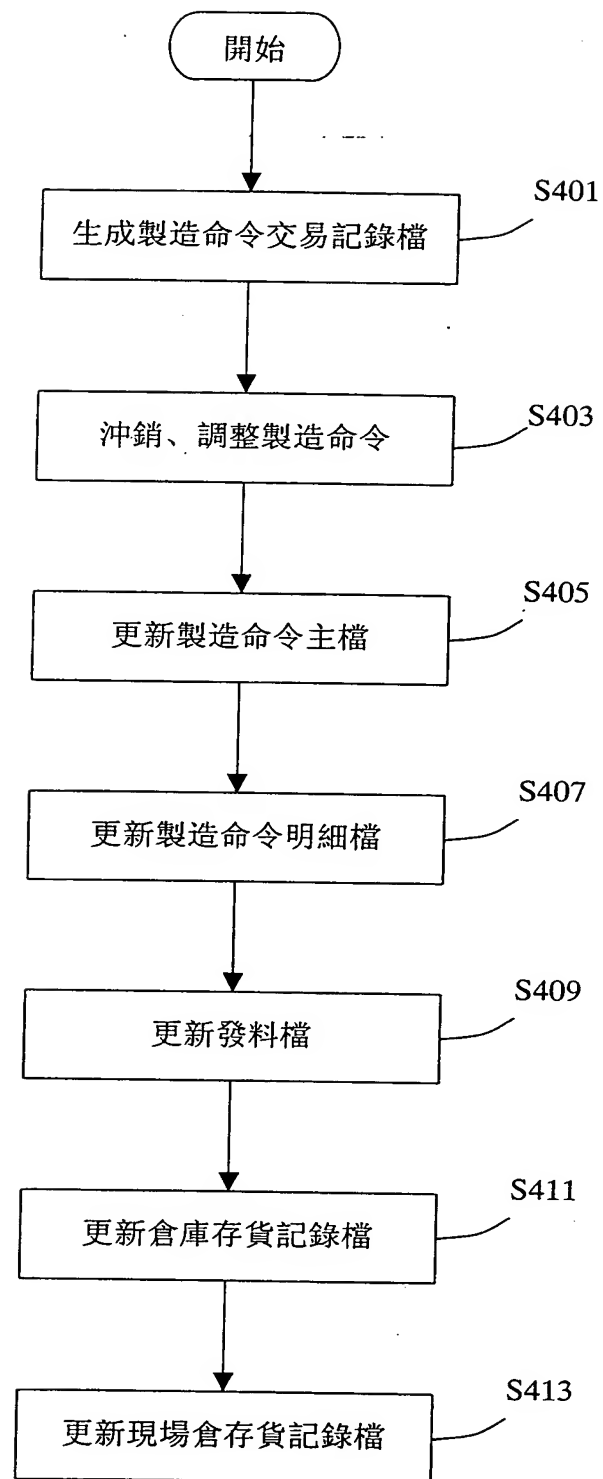 開始
S401
生成製造命令交易記錄檔
S403
沖銷、調整製造命令
S405
更新製造命令主檔
S407
更新製造命令明細檔
S409
更新發料檔
S411
更新倉庫存貨記錄檔
S413
更新現場倉存貨記錄檔